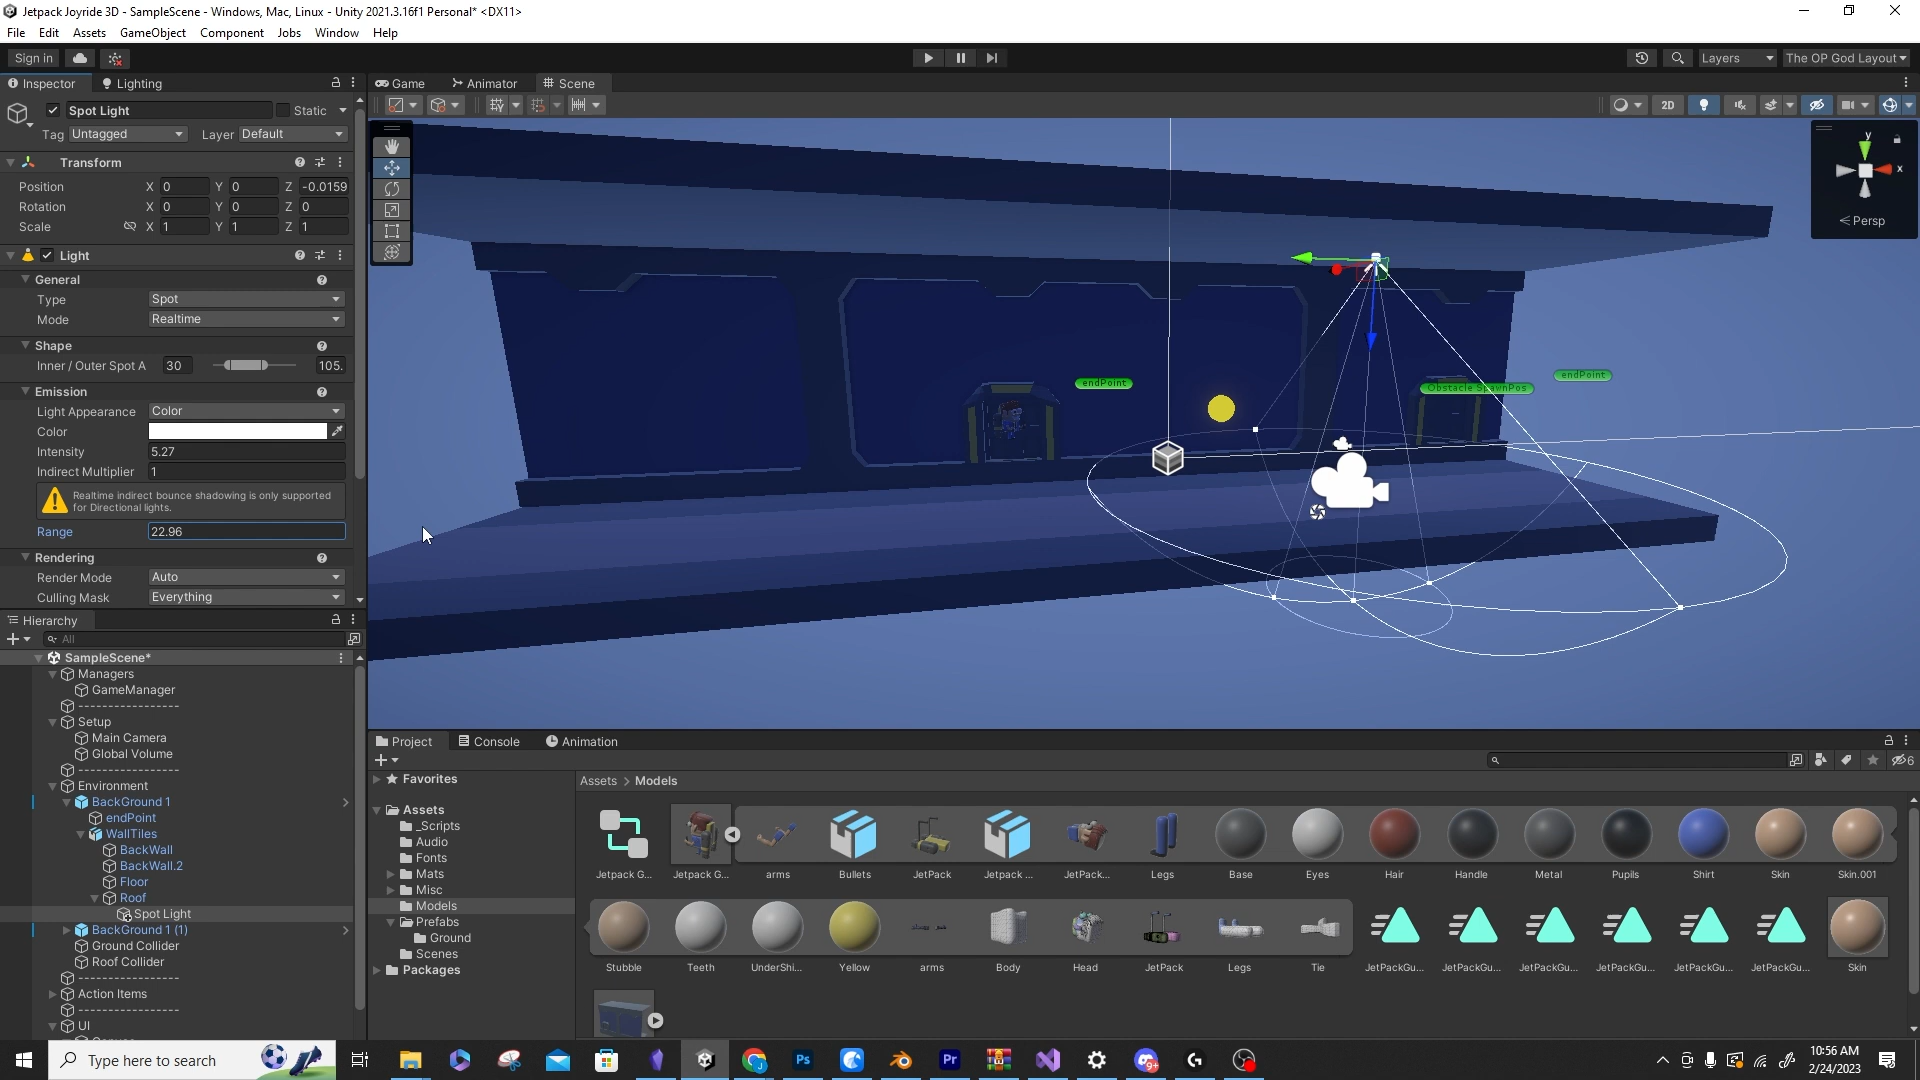 Jetpack Joyride 3D - SampleScene - Windows, Mac, Linux - Unity 2021.3.16f1 Personal* <DX11>
File Edit Assets GameObject Component Jobs Window Help
Sign in
Layers
The OP God Layout
Inspector
Lighting
Game
Animator
Scene
2D
Spot Light
Static
Tag Untagged
Layer Default
Transform
Position X 0 Y 0 Z -0.0159
Rotation X 0 Y 0 Z 0
Scale X 1 Y 1 Z 1
Light
General
Type Spot
Mode Realtime
Shape
Inner / Outer Spot A 30 105.
Emission
Light Appearance Color
Color
Intensity 5.27
Indirect Multiplier 1
Realtime indirect bounce shadowing is only supported
for Directional lights.
Range 22.96
Rendering
Render Mode Auto
Culling Mask Everything
y
x
Persp
endPoint
Obstacle SpawnPos
endPoint
Hierarchy
All
SampleScene*
Managers
GameManager
-----------------
Setup
Main Camera
Global Volume
-----------------
Environment
BackGround 1
endPoint
WallTiles
BackWall
BackWall.2
Floor
Roof
Spot Light
BackGround 1 (1)
Ground Collider
Roof Collider
-----------------
Action Items
-----------------
UI
Project
Console
Animation
6
Favorites
Assets
_Scripts
Audio
Fonts
Mats
Misc
Models
Prefabs
Ground
Scenes
Packages
Assets > Models
Jetpack G...
Jetpack G...
arms
Bullets
JetPack
Jetpack ...
JetPack...
Legs
Base
Eyes
Hair
Handle
Metal
Pupils
Shirt
Skin
Skin.001
Stubble
Teeth
UnderShi...
Yellow
arms
Body
Head
JetPack
Legs
Tie
JetPackGu...
JetPackGu...
JetPackGu...
JetPackGu...
JetPackGu...
JetPackGu...
Skin
Type here to search
Ps
Pr
10:56 AM
2/24/2023